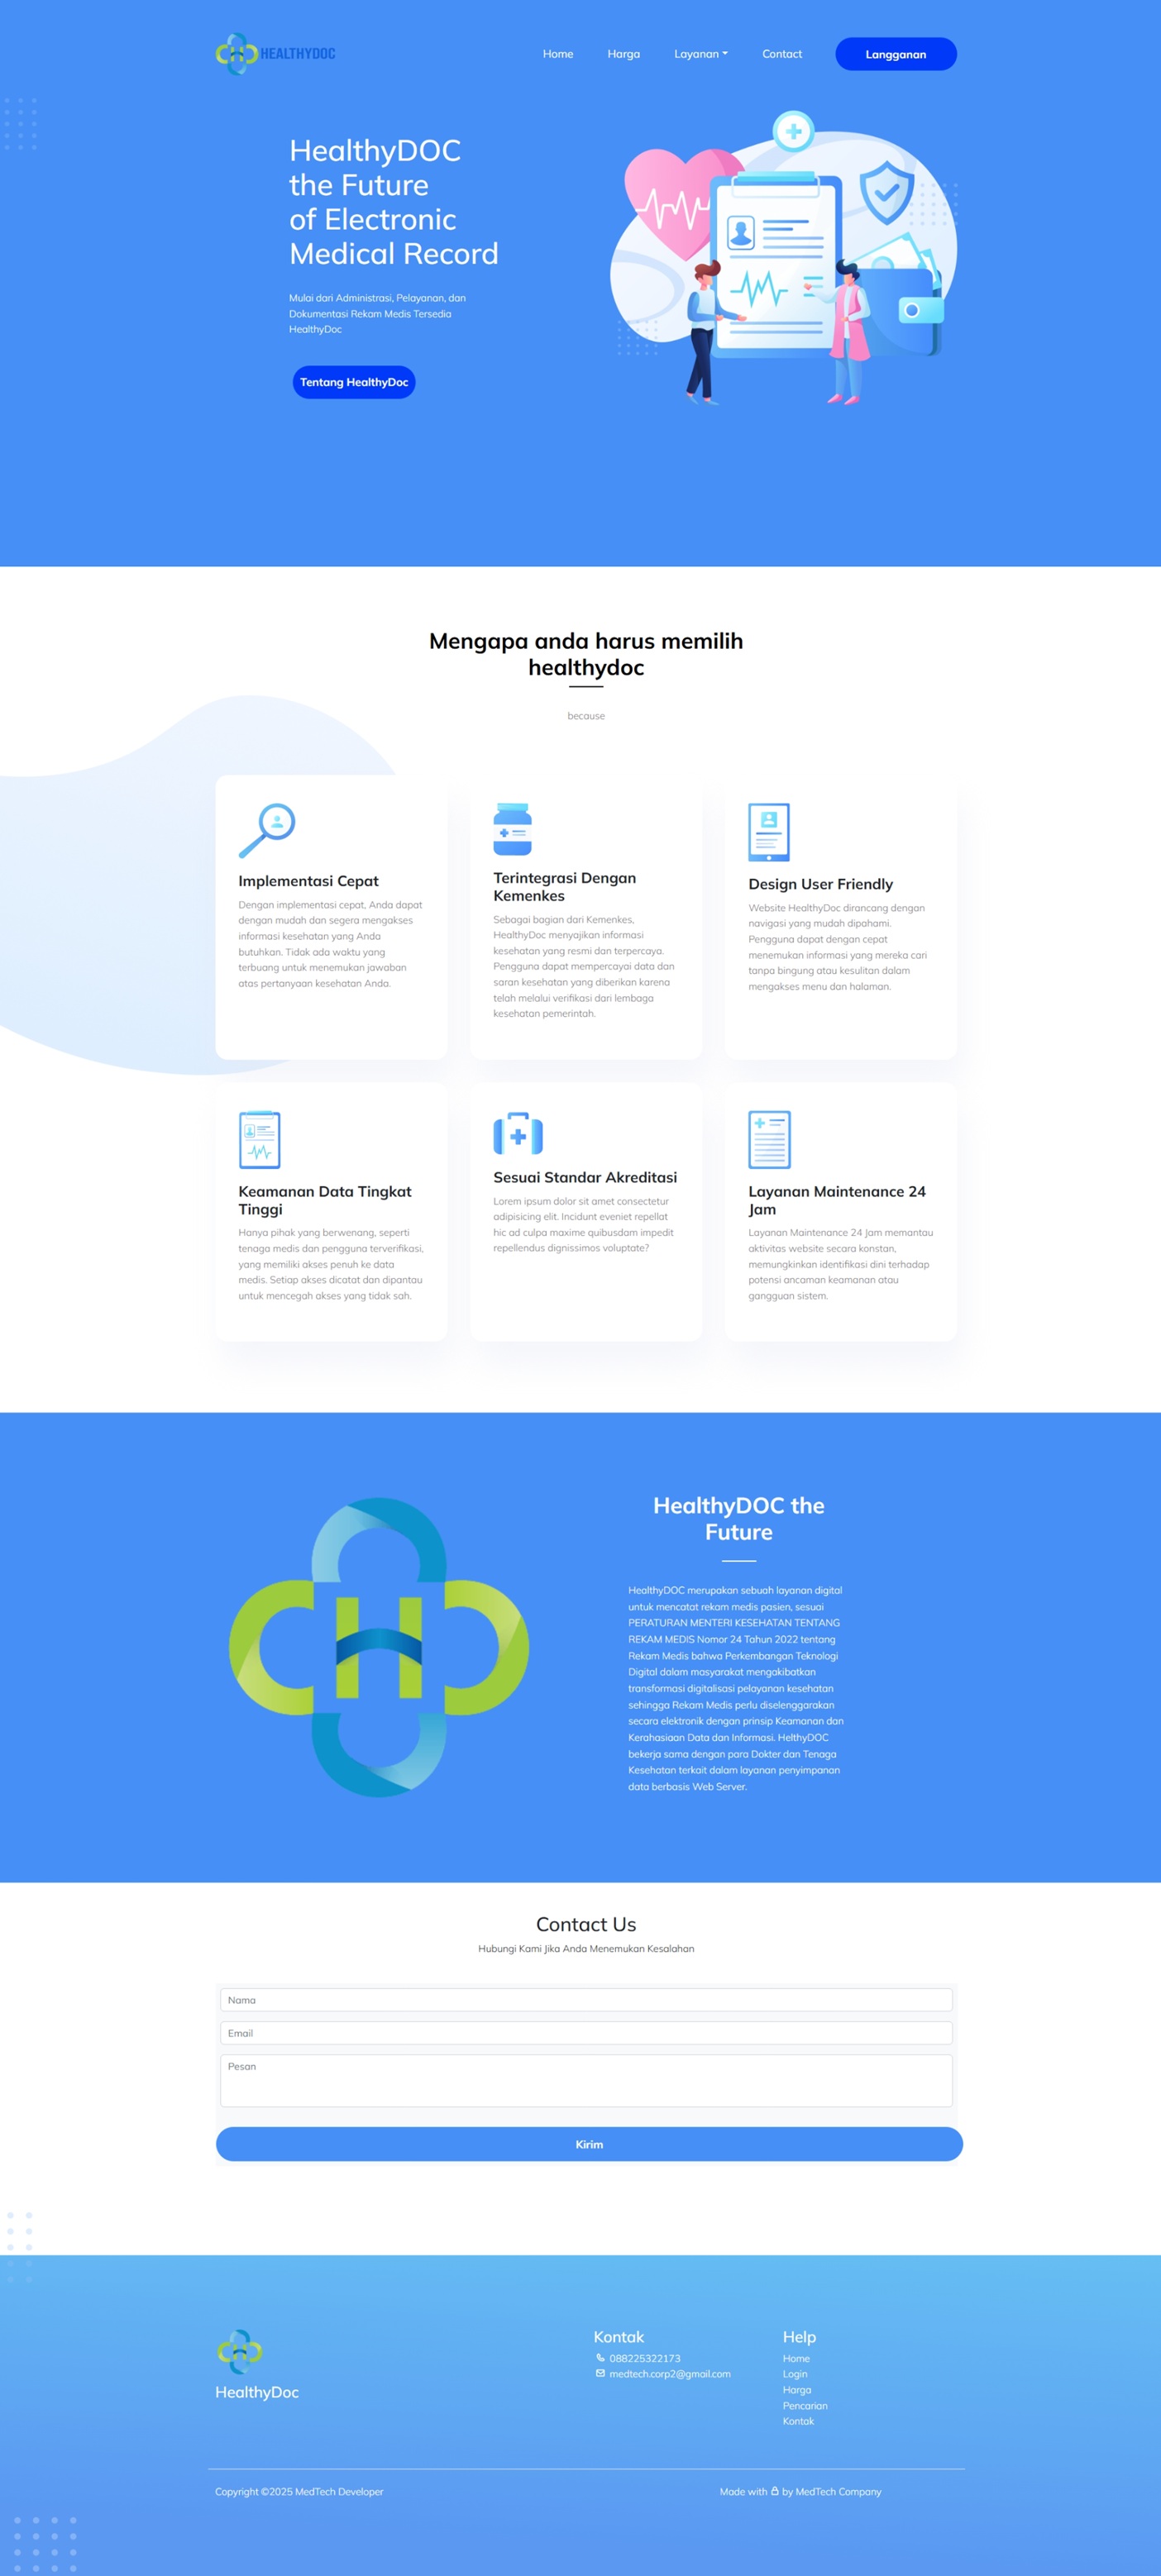 HEALTHYDOC
Home
Harga
Layanan
Contact
Langganan
HealthyDOC
the Future
of Electronic
Medical Record
Mulai dari Administrasi, Pelayanan, dan
Dokumentasi Rekam Medis Tersedia
HealthyDoc
Tentang HealthyDoc
Mengapa anda harus memilih
healthydoc
because
Implementasi Cepat
Dengan implementasi cepat, Anda dapat
dengan mudah dan segera mengakses
informasi kesehatan yang Anda
butuhkan. Tidak ada waktu yang
terbuang untuk menemukan jawaban
atas pertanyaan kesehatan Anda.
Terintegrasi Dengan
Kemenkes
Sebagai bagian dari Kemenkes,
HealthyDoc menyajikan informasi
kesehatan yang resmi dan terpercaya.
Pengguna dapat mempercayai data dan
saran kesehatan yang diberikan karena
telah melalui verifikasi dari lembaga
kesehatan pemerintah.
Design User Friendly
Website HealthyDoc dirancang dengan
navigasi yang mudah dipahami.
Pengguna dapat dengan cepat
menemukan informasi yang mereka cari
tanpa bingung atau kesulitan dalam
mengakses menu dan halaman.
Keamanan Data Tingkat
Tinggi
Hanya pihak yang berwenang, seperti
tenaga medis dan pengguna terverifikasi,
yang memiliki akses penuh ke data
medis. Setiap akses dicatat dan dipantau
untuk mencegah akses yang tidak sah.
Sesuai Standar Akreditasi
Lorem ipsum dolor sit amet consectetur
adipisicing elit. Incidunt eveniet repellat
hic ad culpa maxime quibusdam impedit
repellendus dignissimos voluptate?
Layanan Maintenance 24
Jam
Layanan Maintenance 24 Jam memantau
aktivitas website secara konstan,
memungkinkan identifikasi dini terhadap
potensi ancaman keamanan atau
gangguan sistem.
H
HealthyDOC the
Future
HealthyDOC merupakan sebuah layanan digital
untuk mencatat rekam medis pasien, sesuai
PERATURAN MENTERI KESEHATAN TENTANG
REKAM MEDIS Nomor 24 Tahun 2022 tentang
Rekam Medis bahwa Perkembangan Teknologi
Digital dalam masyarakat mengakibatkan
transformasi digitalisasi pelayanan kesehatan
sehingga Rekam Medis perlu diselenggarakan
secara elektronik dengan prinsip Keamanan dan
Kerahasiaan Data dan Informasi. HelthyDOC
bekerja sama dengan para Dokter dan Tenaga
Kesehatan terkait dalam layanan penyimpanan
data berbasis Web Server.
Contact Us
Hubungi Kami Jika Anda Menemukan Kesalahan
Nama
Email
Pesan
Kirim
HealthyDoc
Kontak
088225322173
medtech.corp2@gmail.com
Help
Home
Login
Harga
Pencarian
Kontak
Copyright ©2025 MedTech Developer
Made with by MedTech Company